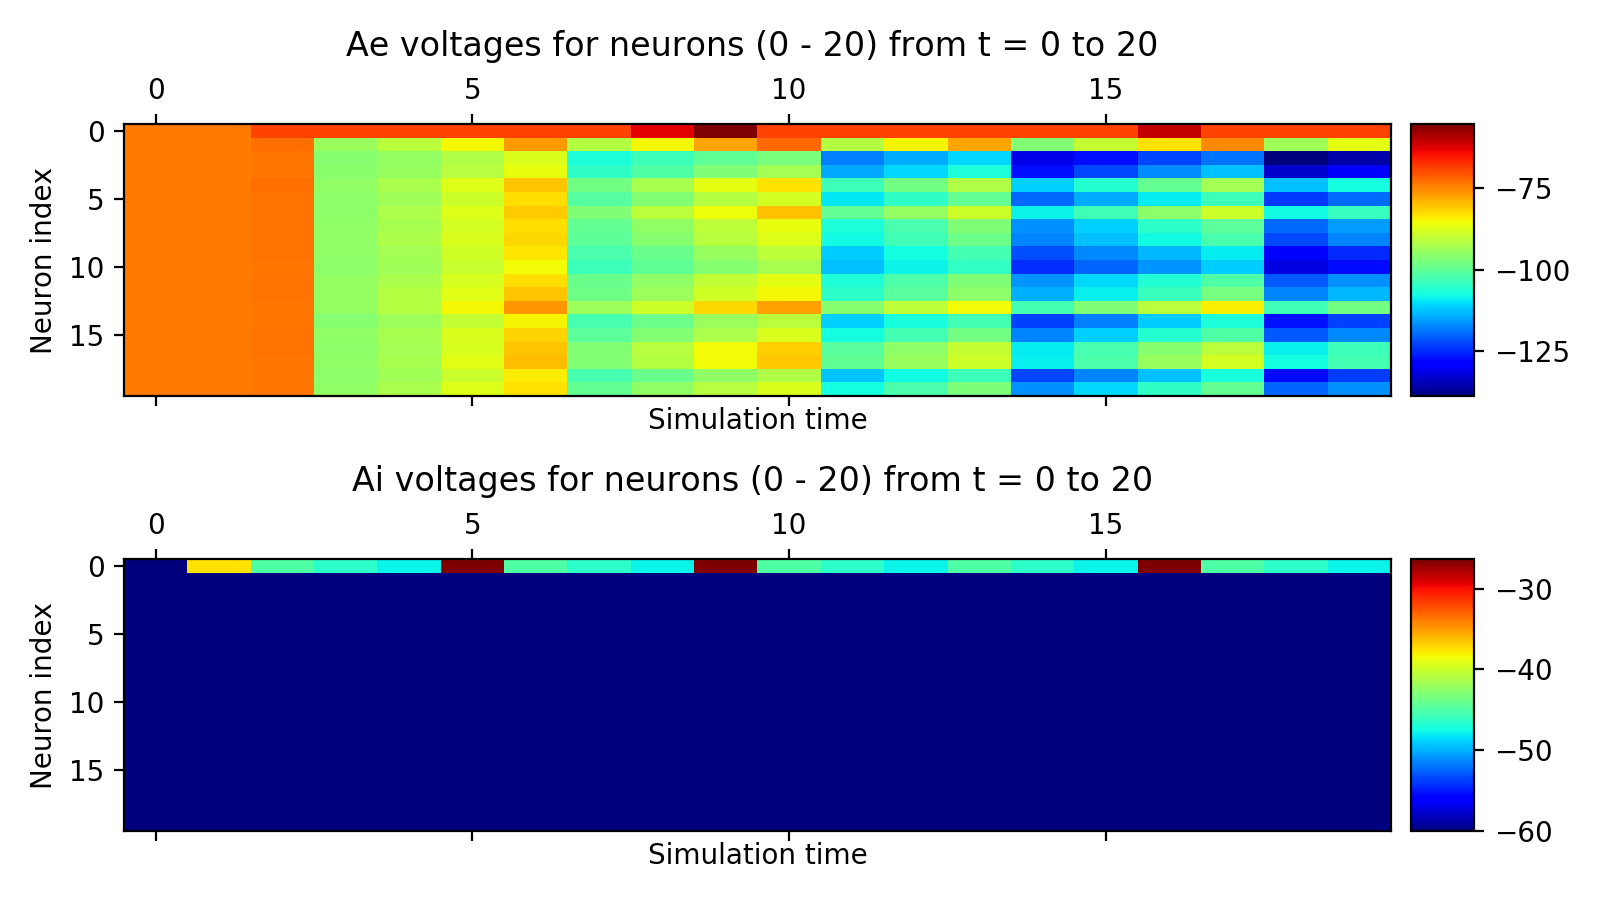 Ae voltages for neurons (0 - 20) from t = 0 to 20
0 5 10 15
Neuron index
0
5
10
15
−75
−100
−125
Simulation time
Ai voltages for neurons (0 - 20) from t = 0 to 20
0 5 10 15
Neuron index
0
5
10
15
−30
−40
−50
−60
Simulation time